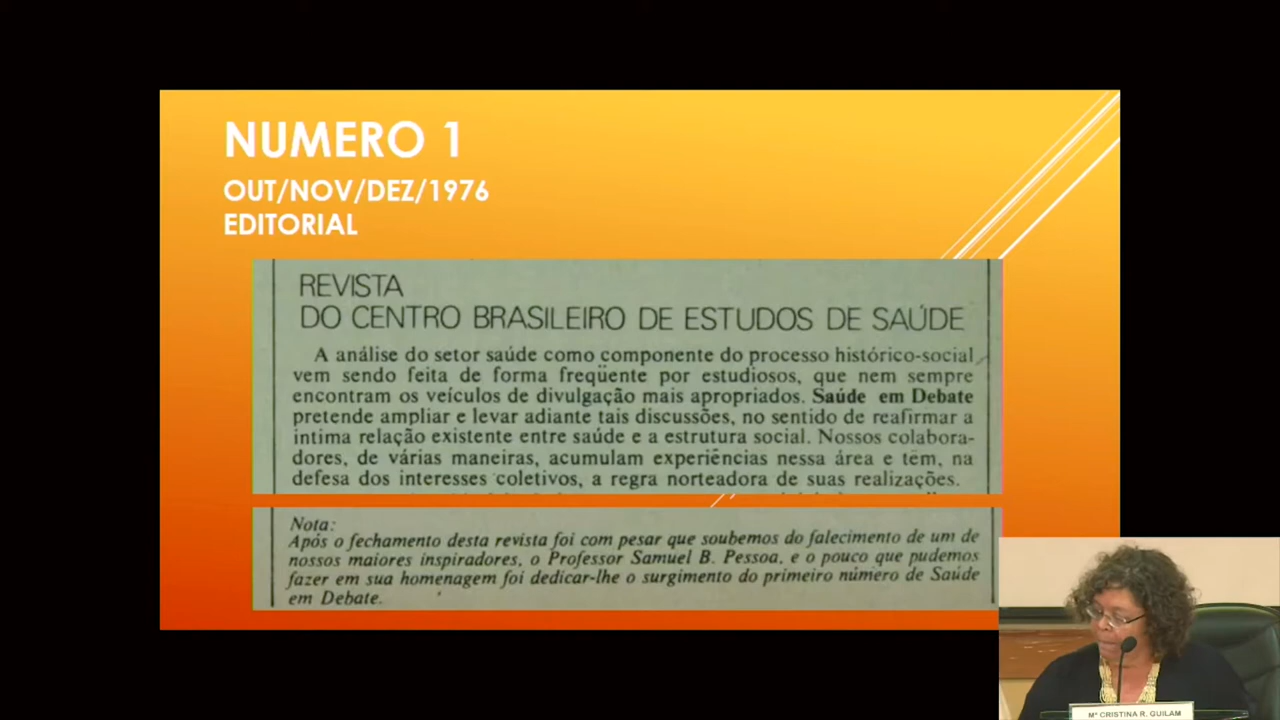 NUMERO 1
OUT/NOV/DEZ/1976
EDITORIAL
REVISTA
DO CENTRO BRASILEIRO DE ESTUDOS DE SAÚDE
A análise do setor saúde como componente do processo histórico-social
vem sendo feita de forma freqüente por estudiosos, que nem sempre
encontram os veículos de divulgação mais apropriados. Saúde em Debate
pretende ampliar e levar adiante tais discussões, no sentido de reafirmar a
íntima relação existente entre saúde e a estrutura social. Nossos colabora-
dores, de várias maneiras, acumulam experiências nessa área e têm, na
defesa dos interesses coletivos, a regra norteadora de suas realizações.
Nota:
Após o fechamento desta revista foi com pesar que soubemos do falecimento de um de
nossos maiores inspiradores, o Professor Samuel B. Pessoa, e o pouco que pudemos
fazer em sua homenagem foi dedicar-lhe o surgimento do primeiro número de Saúde
em Debate.
Mª CRISTINA R. GUILAM